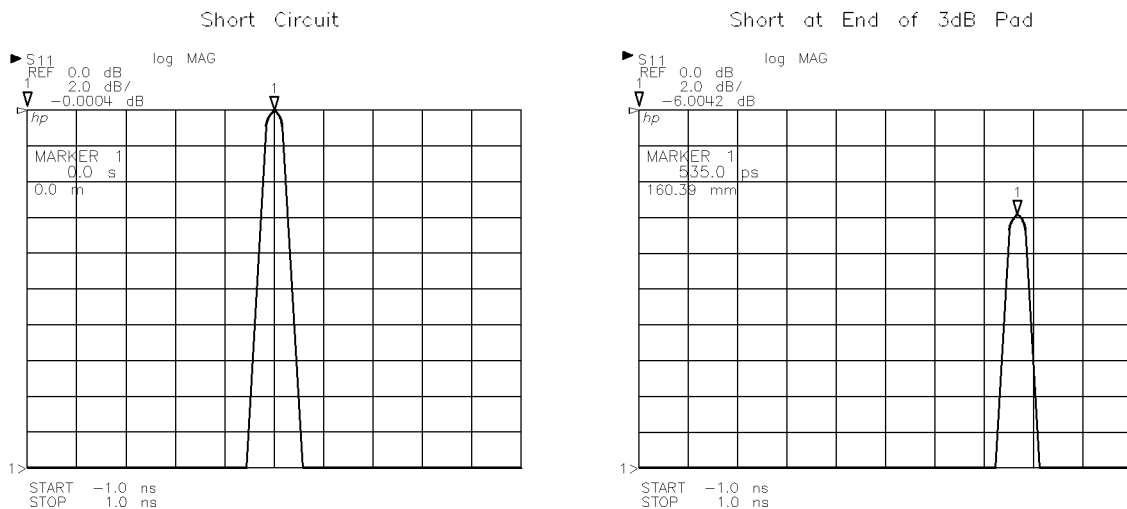 Short Circuit
S11 log MAG
REF 0.0 dB
1 2.0 dB/
-0.0004 dB
1
hp
MARKER 1
0.0 s
0.0 m
1>
START -1.0 ns
STOP 1.0 ns
Short at End of 3dB Pad
S11 log MAG
REF 0.0 dB
1 2.0 dB/
-6.0042 dB
hp
MARKER 1
535.0 ps
160.39 mm
1
1>
START -1.0 ns
STOP 1.0 ns